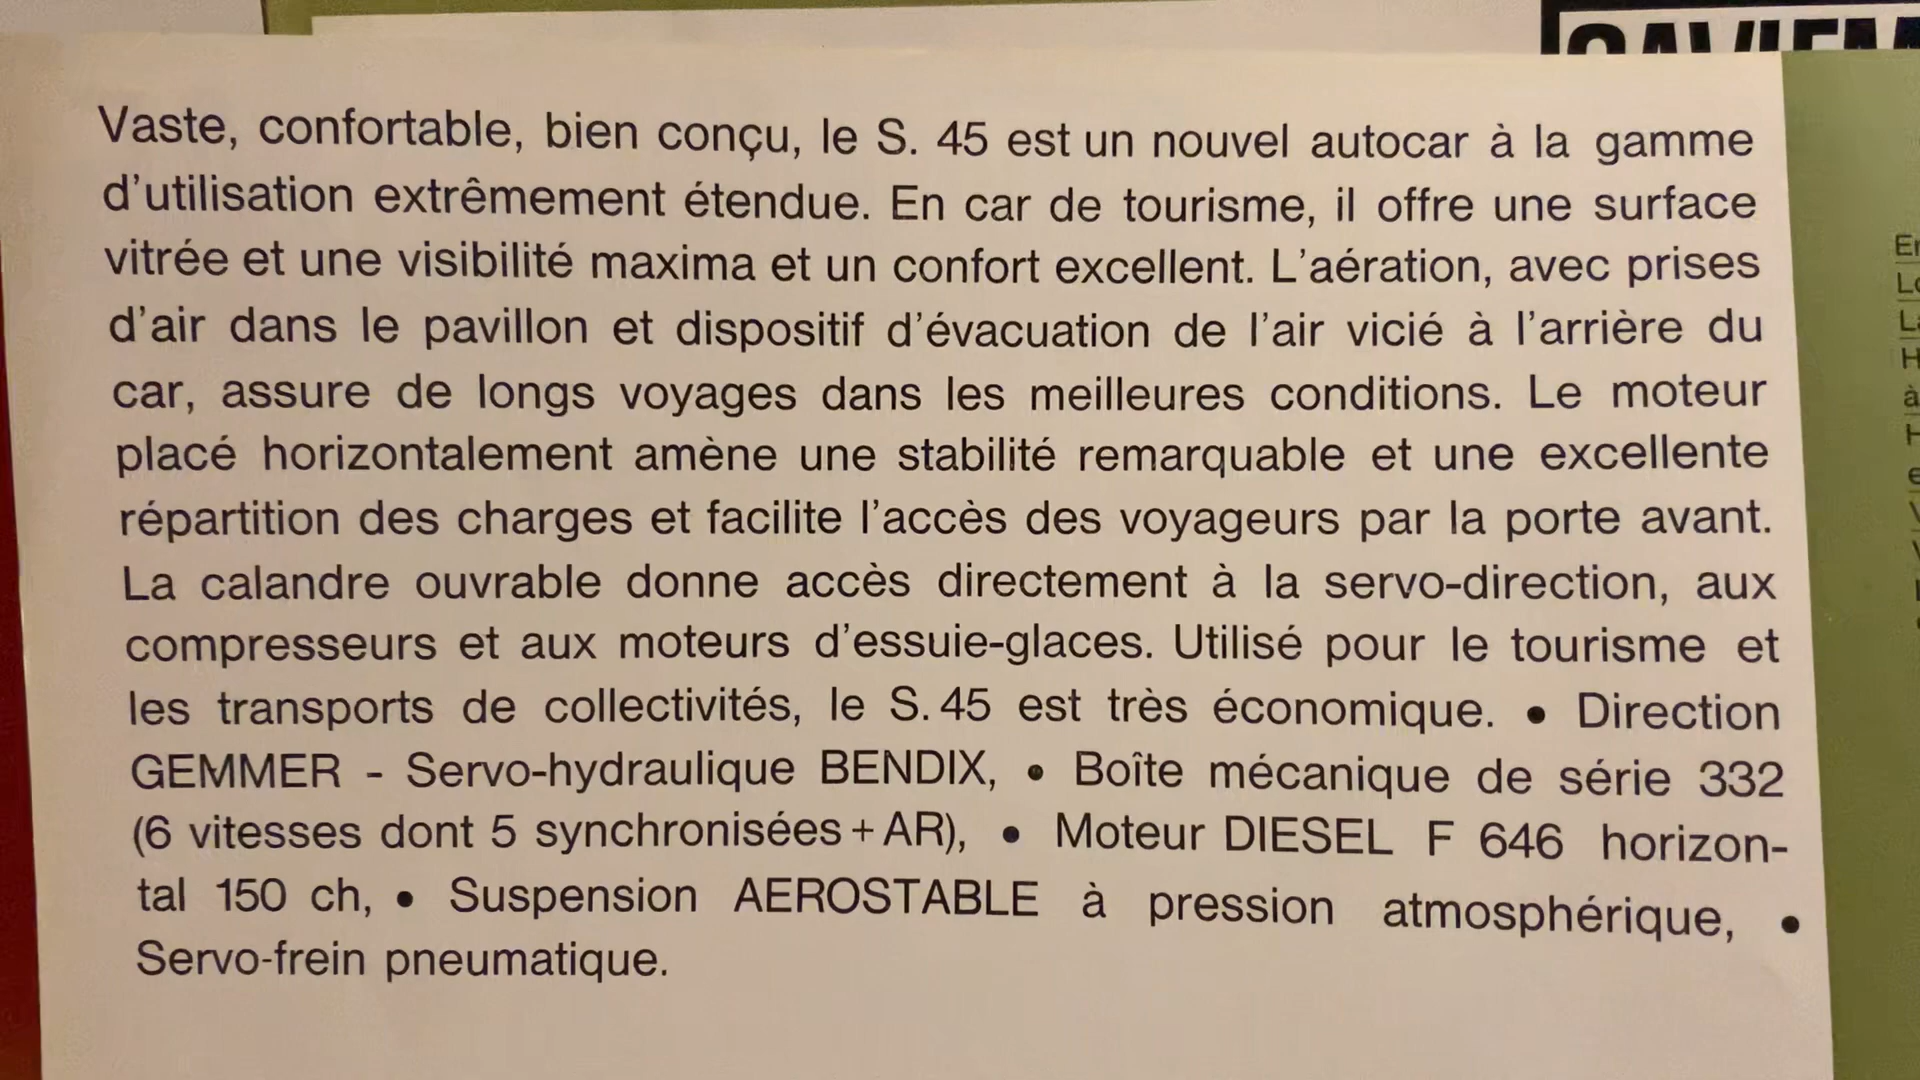 Vaste, confortable, bien conçu, le S. 45 est un nouvel autocar à la gamme
d'utilisation extrêmement étendue. En car de tourisme, il offre une surface
vitrée et une visibilité maxima et un confort excellent. L'aération, avec prises
d'air dans le pavillon et dispositif d'évacuation de l'air vicié à l'arrière du
car, assure de longs voyages dans les meilleures conditions. Le moteur
placé horizontalement amène une stabilité remarquable et une excellente
répartition des charges et facilite l'accès des voyageurs par la porte avant.
La calandre ouvrable donne accès directement à la servo-direction, aux
compresseurs et aux moteurs d'essuie-glaces. Utilisé pour le tourisme et
les transports de collectivités, le S. 45 est très économique. • Direction
GEMMER - Servo-hydraulique BENDIX, • Boîte mécanique de série 332
(6 vitesses dont 5 synchronisées + AR), • Moteur DIESEL F 646 horizon-
tal 150 ch, • Suspension AEROSTABLE à pression atmosphérique, •
Servo-frein pneumatique.